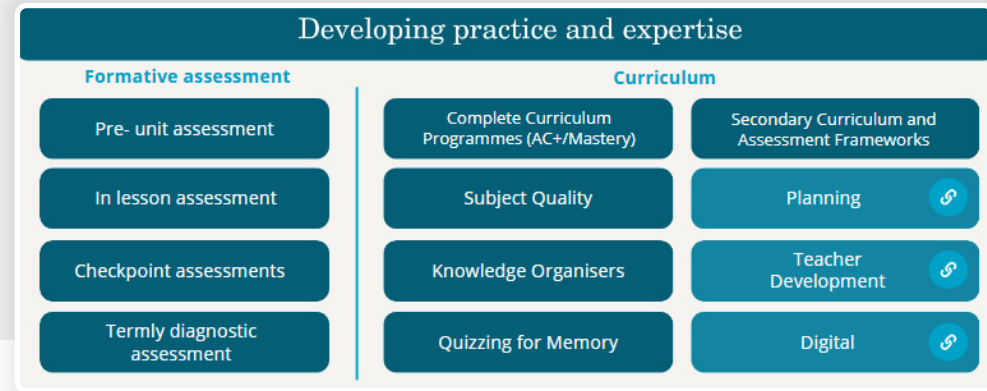 Developing practice and expertise
Formative assessment
Pre- unit assessment
In lesson assessment
Checkpoint assessments
Termly diagnostic
assessment
Curriculum
Complete Curriculum
Programmes (AC+/Mastery)
Secondary Curriculum and
Assessment Frameworks
Subject Quality
Planning
Knowledge Organisers
Teacher
Development
Quizzing for Memory
Digital